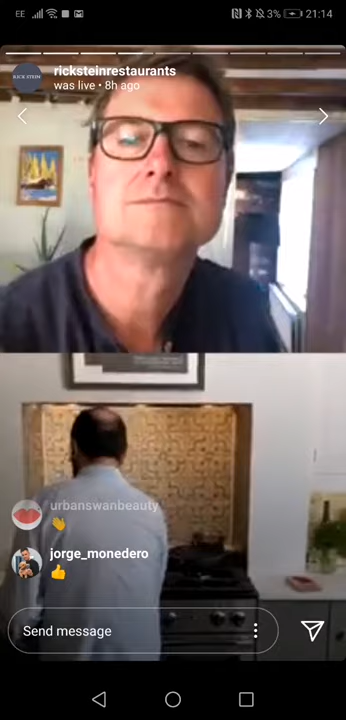 EE
3%
21:14
RICK STEIN
ricksteinrestaurants
was live • 8h ago
urbanswanbeauty
👋
jorge_monedero
👍
Send message